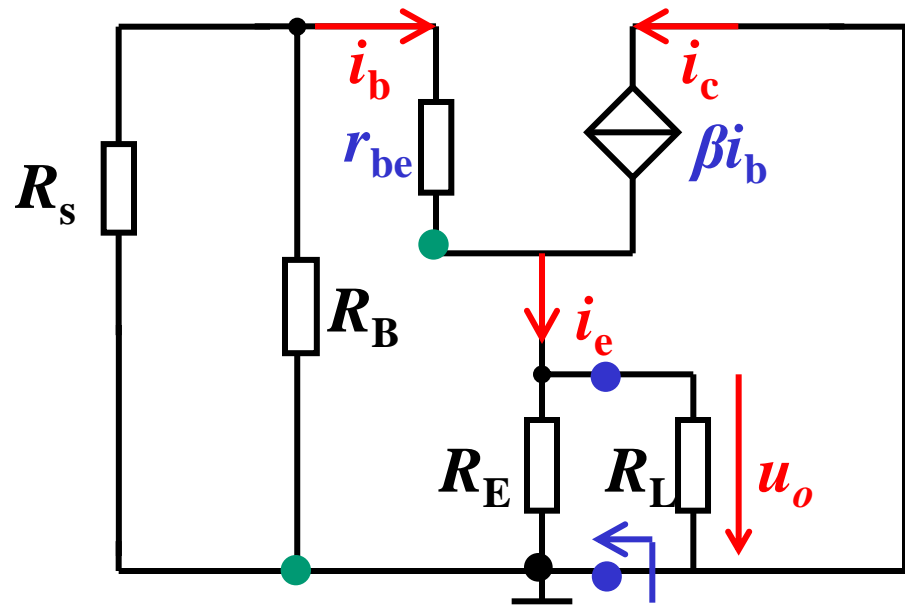 i_b
i_c
r_be
βi_b
R_s
R_B
i_e
R_E
R_L
u_o